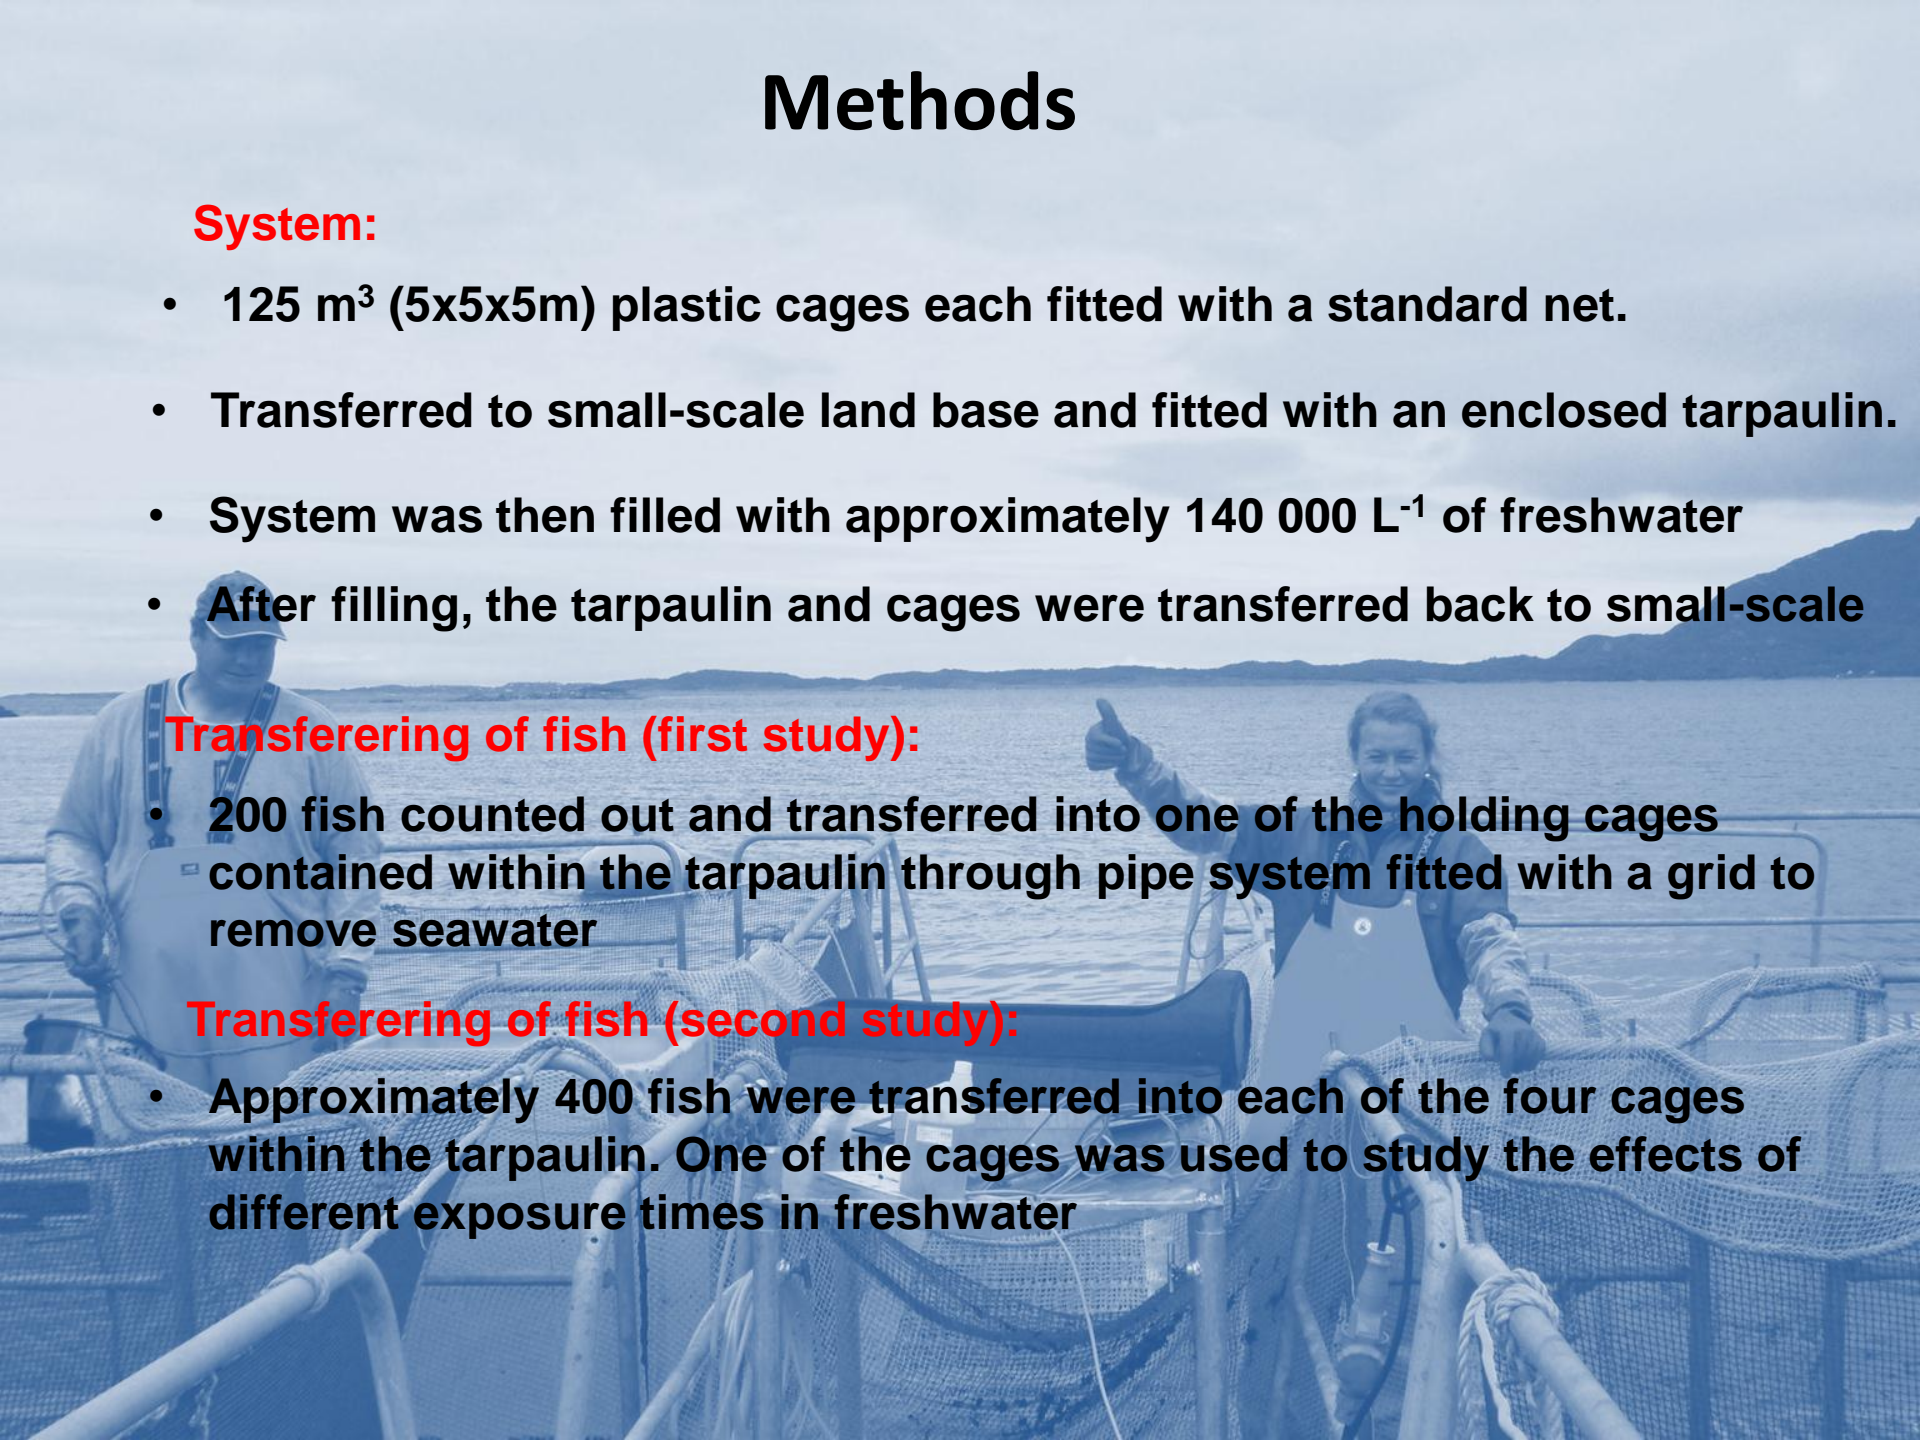 Methods
System:
• 125 m³ (5x5x5m) plastic cages each fitted with a standard net.
• Transferred to small-scale land base and fitted with an enclosed tarpaulin.
• System was then filled with approximately 140 000 L⁻¹ of freshwater
• After filling, the tarpaulin and cages were transferred back to small-scale
Transferering of fish (first study):
• 200 fish counted out and transferred into one of the holding cages
contained within the tarpaulin through pipe system fitted with a grid to
remove seawater
Transferering of fish (second study):
• Approximately 400 fish were transferred into each of the four cages
within the tarpaulin. One of the cages was used to study the effects of
different exposure times in freshwater